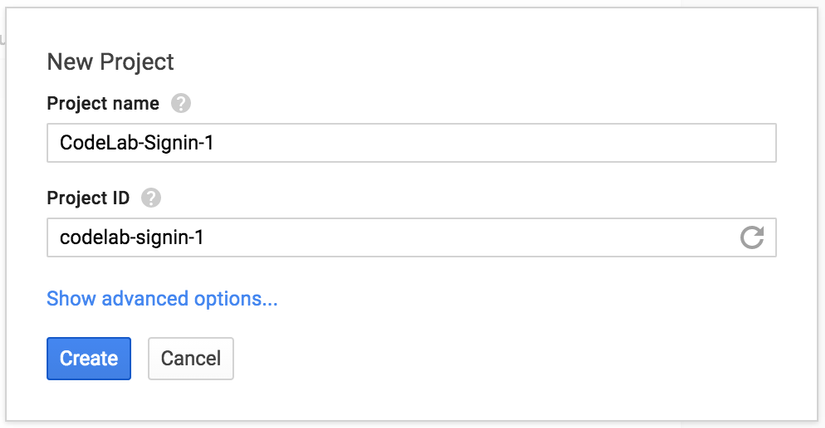 New Project
Project name ?
CodeLab-Signin-1
Project ID ?
codelab-signin-1
Show advanced options...
Create Cancel